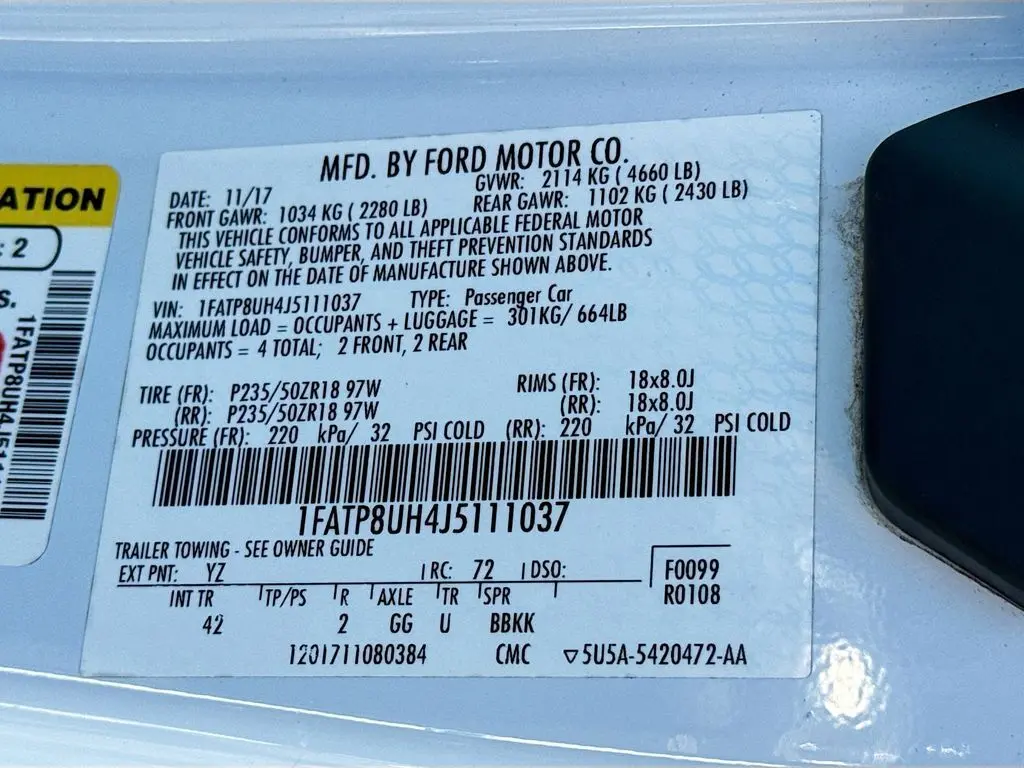 ATION
: 2
S.
1FATP8UH4J511
MFD. BY FORD MOTOR CO.
DATE: 11/17 GVWR: 2114 KG ( 4660 LB)
FRONT GAWR: 1034 KG ( 2280 LB) REAR GAWR: 1102 KG ( 2430 LB)
THIS VEHICLE CONFORMS TO ALL APPLICABLE FEDERAL MOTOR
VEHICLE SAFETY, BUMPER, AND THEFT PREVENTION STANDARDS
IN EFFECT ON THE DATE OF MANUFACTURE SHOWN ABOVE.
VIN: 1FATP8UH4J5111037 TYPE: Passenger Car
MAXIMUM LOAD = OCCUPANTS + LUGGAGE = 301KG/ 664LB
OCCUPANTS = 4 TOTAL; 2 FRONT, 2 REAR
TIRE (FR): P235/50ZR18 97W RIMS (FR): 18x8.0J
(RR): P235/50ZR18 97W (RR): 18x8.0J
PRESSURE (FR): 220 kPa/ 32 PSI COLD (RR): 220 kPa/ 32 PSI COLD
1FATP8UH4J5111037
TRAILER TOWING - SEE OWNER GUIDE
EXT PNT: YZ RC: 72 DSO: F0099
R0108
INT TR TP/PS R AXLE TR SPR
42 2 GG U BBKK
1201711080384 CMC ▽5U5A-5420472-AA